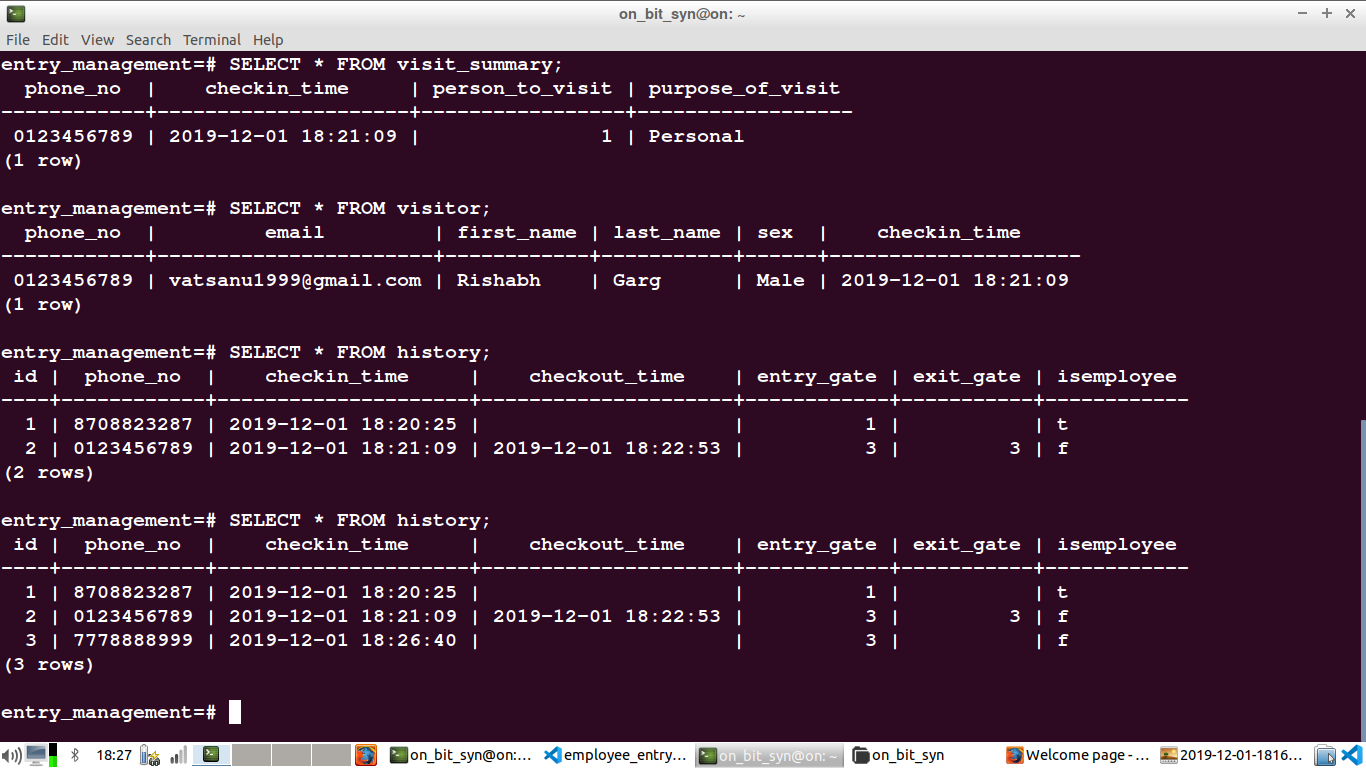 on_bit_syn@on: ~
File Edit View Search Terminal Help
entry_management=# SELECT * FROM visit_summary;
  phone_no  |    checkin_time     | person_to_visit | purpose_of_visit
------------+---------------------+-----------------+------------------
 0123456789 | 2019-12-01 18:21:09 |               1 | Personal
(1 row)

entry_management=# SELECT * FROM visitor;
  phone_no  |         email         | first_name | last_name | sex  |    checkin_time
------------+-----------------------+------------+-----------+------+---------------------
 0123456789 | vatsanu1999@gmail.com | Rishabh    | Garg      | Male | 2019-12-01 18:21:09
(1 row)

entry_management=# SELECT * FROM history;
 id |  phone_no  |    checkin_time     |    checkout_time    | entry_gate | exit_gate | isemployee
----+------------+---------------------+---------------------+------------+-----------+------------
  1 | 8708823287 | 2019-12-01 18:20:25 |                     |          1 |           | t
  2 | 0123456789 | 2019-12-01 18:21:09 | 2019-12-01 18:22:53 |          3 |         3 | f
(2 rows)

entry_management=# SELECT * FROM history;
 id |  phone_no  |    checkin_time     |    checkout_time    | entry_gate | exit_gate | isemployee
----+------------+---------------------+---------------------+------------+-----------+------------
  1 | 8708823287 | 2019-12-01 18:20:25 |                     |          1 |           | t
  2 | 0123456789 | 2019-12-01 18:21:09 | 2019-12-01 18:22:53 |          3 |         3 | f
  3 | 7778888999 | 2019-12-01 18:26:40 |                     |          3 |           | f
(3 rows)

entry_management=#
18:27 on_bit_syn@on:... employee_entry... on_bit_syn@on: ~ on_bit_syn Welcome page - ... 2019-12-01-1816...